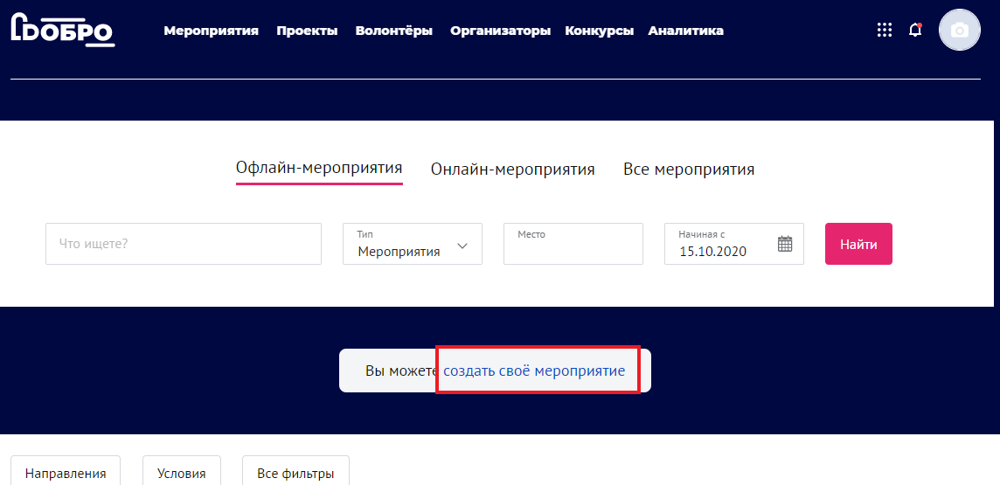 ДОБРО
Мероприятия Проекты Волонтёры Организаторы Конкурсы Аналитика
Офлайн-мероприятия Онлайн-мероприятия Все мероприятия
Что ищете?
Тип
Мероприятия
Место
Начиная с
15.10.2020
Найти
Вы можете создать своё мероприятие
Направления Условия Все фильтры